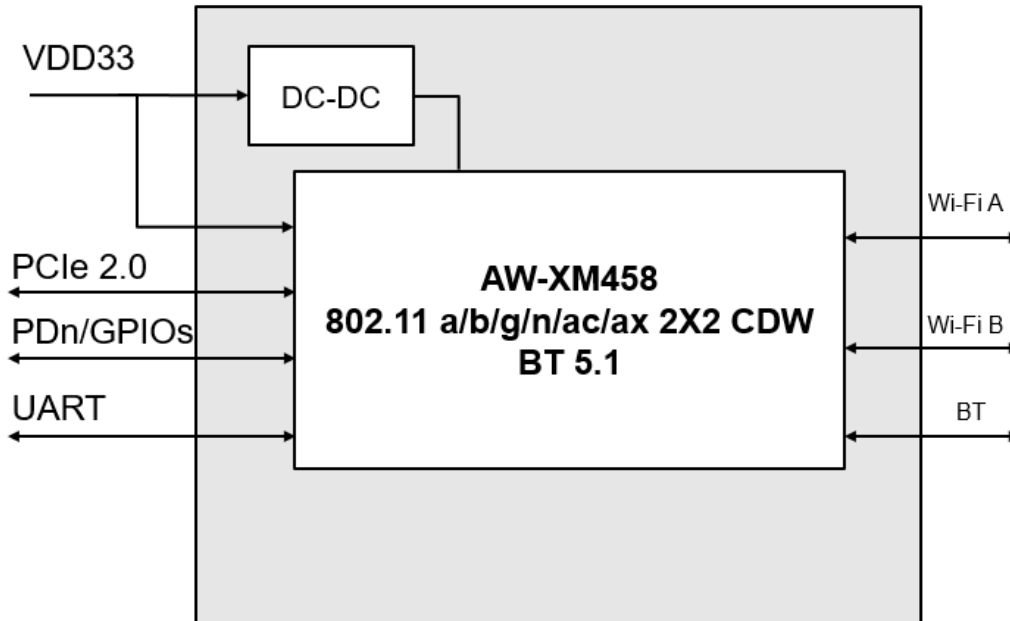 VDD33
DC-DC
PCIe 2.0
PDn/GPIOs
UART
AW-XM458
802.11 a/b/g/n/ac/ax 2X2 CDW
BT 5.1
Wi-Fi A
Wi-Fi B
BT